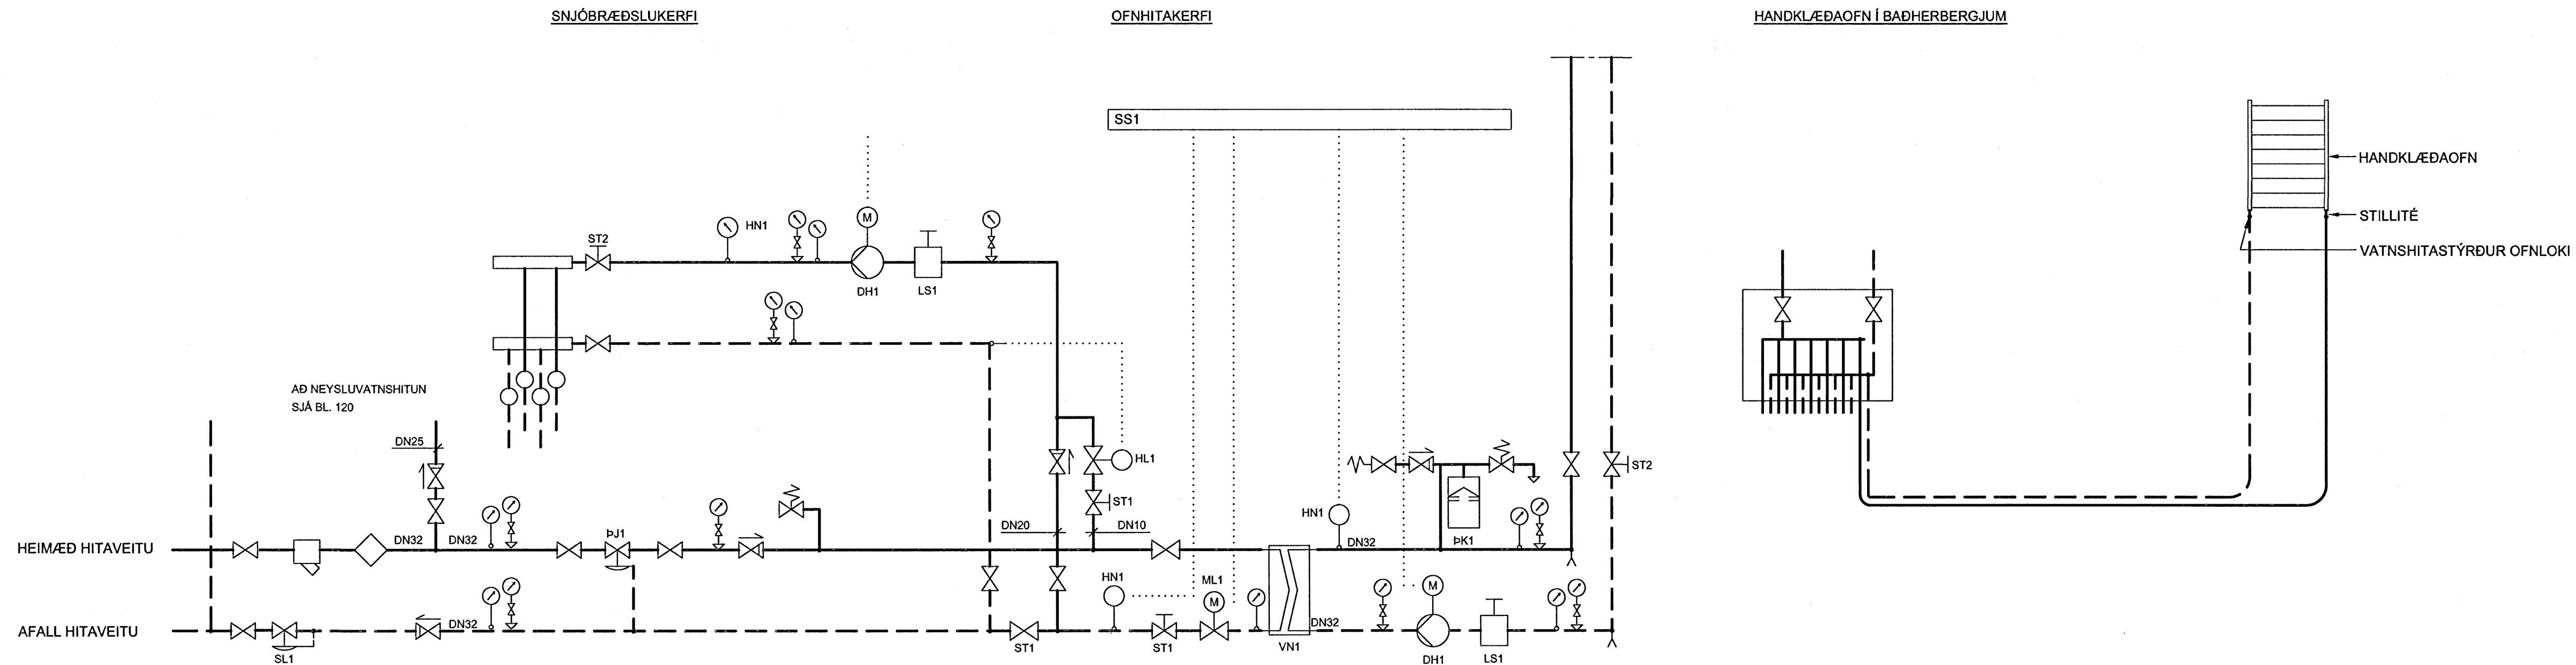 SNJÓBRÆÐSLUKERFI
OFNHITAKERFI
HANDKLÆÐAOFN Í BAÐHERBERGJUM
SS1
HANDKLÆÐAOFN
STILLITÉ
VATNSHITASTÝRÐUR OFNLOKI
ST2
HN1
M
DH1
LS1
AÐ NEYSLUVATNSHITUN
SJÁ BL. 120
DN25
HL1
ST1
ST2
DN20
DN10
HN1
ÞK1
HEIMÆÐ HITAVEITU
DN32
DN32
ÞJ1
DN32
HN1
ML1
M
M
AFALL HITAVEITU
DN32
DN32
SL1
ST1
ST1
VN1
DH1
LS1